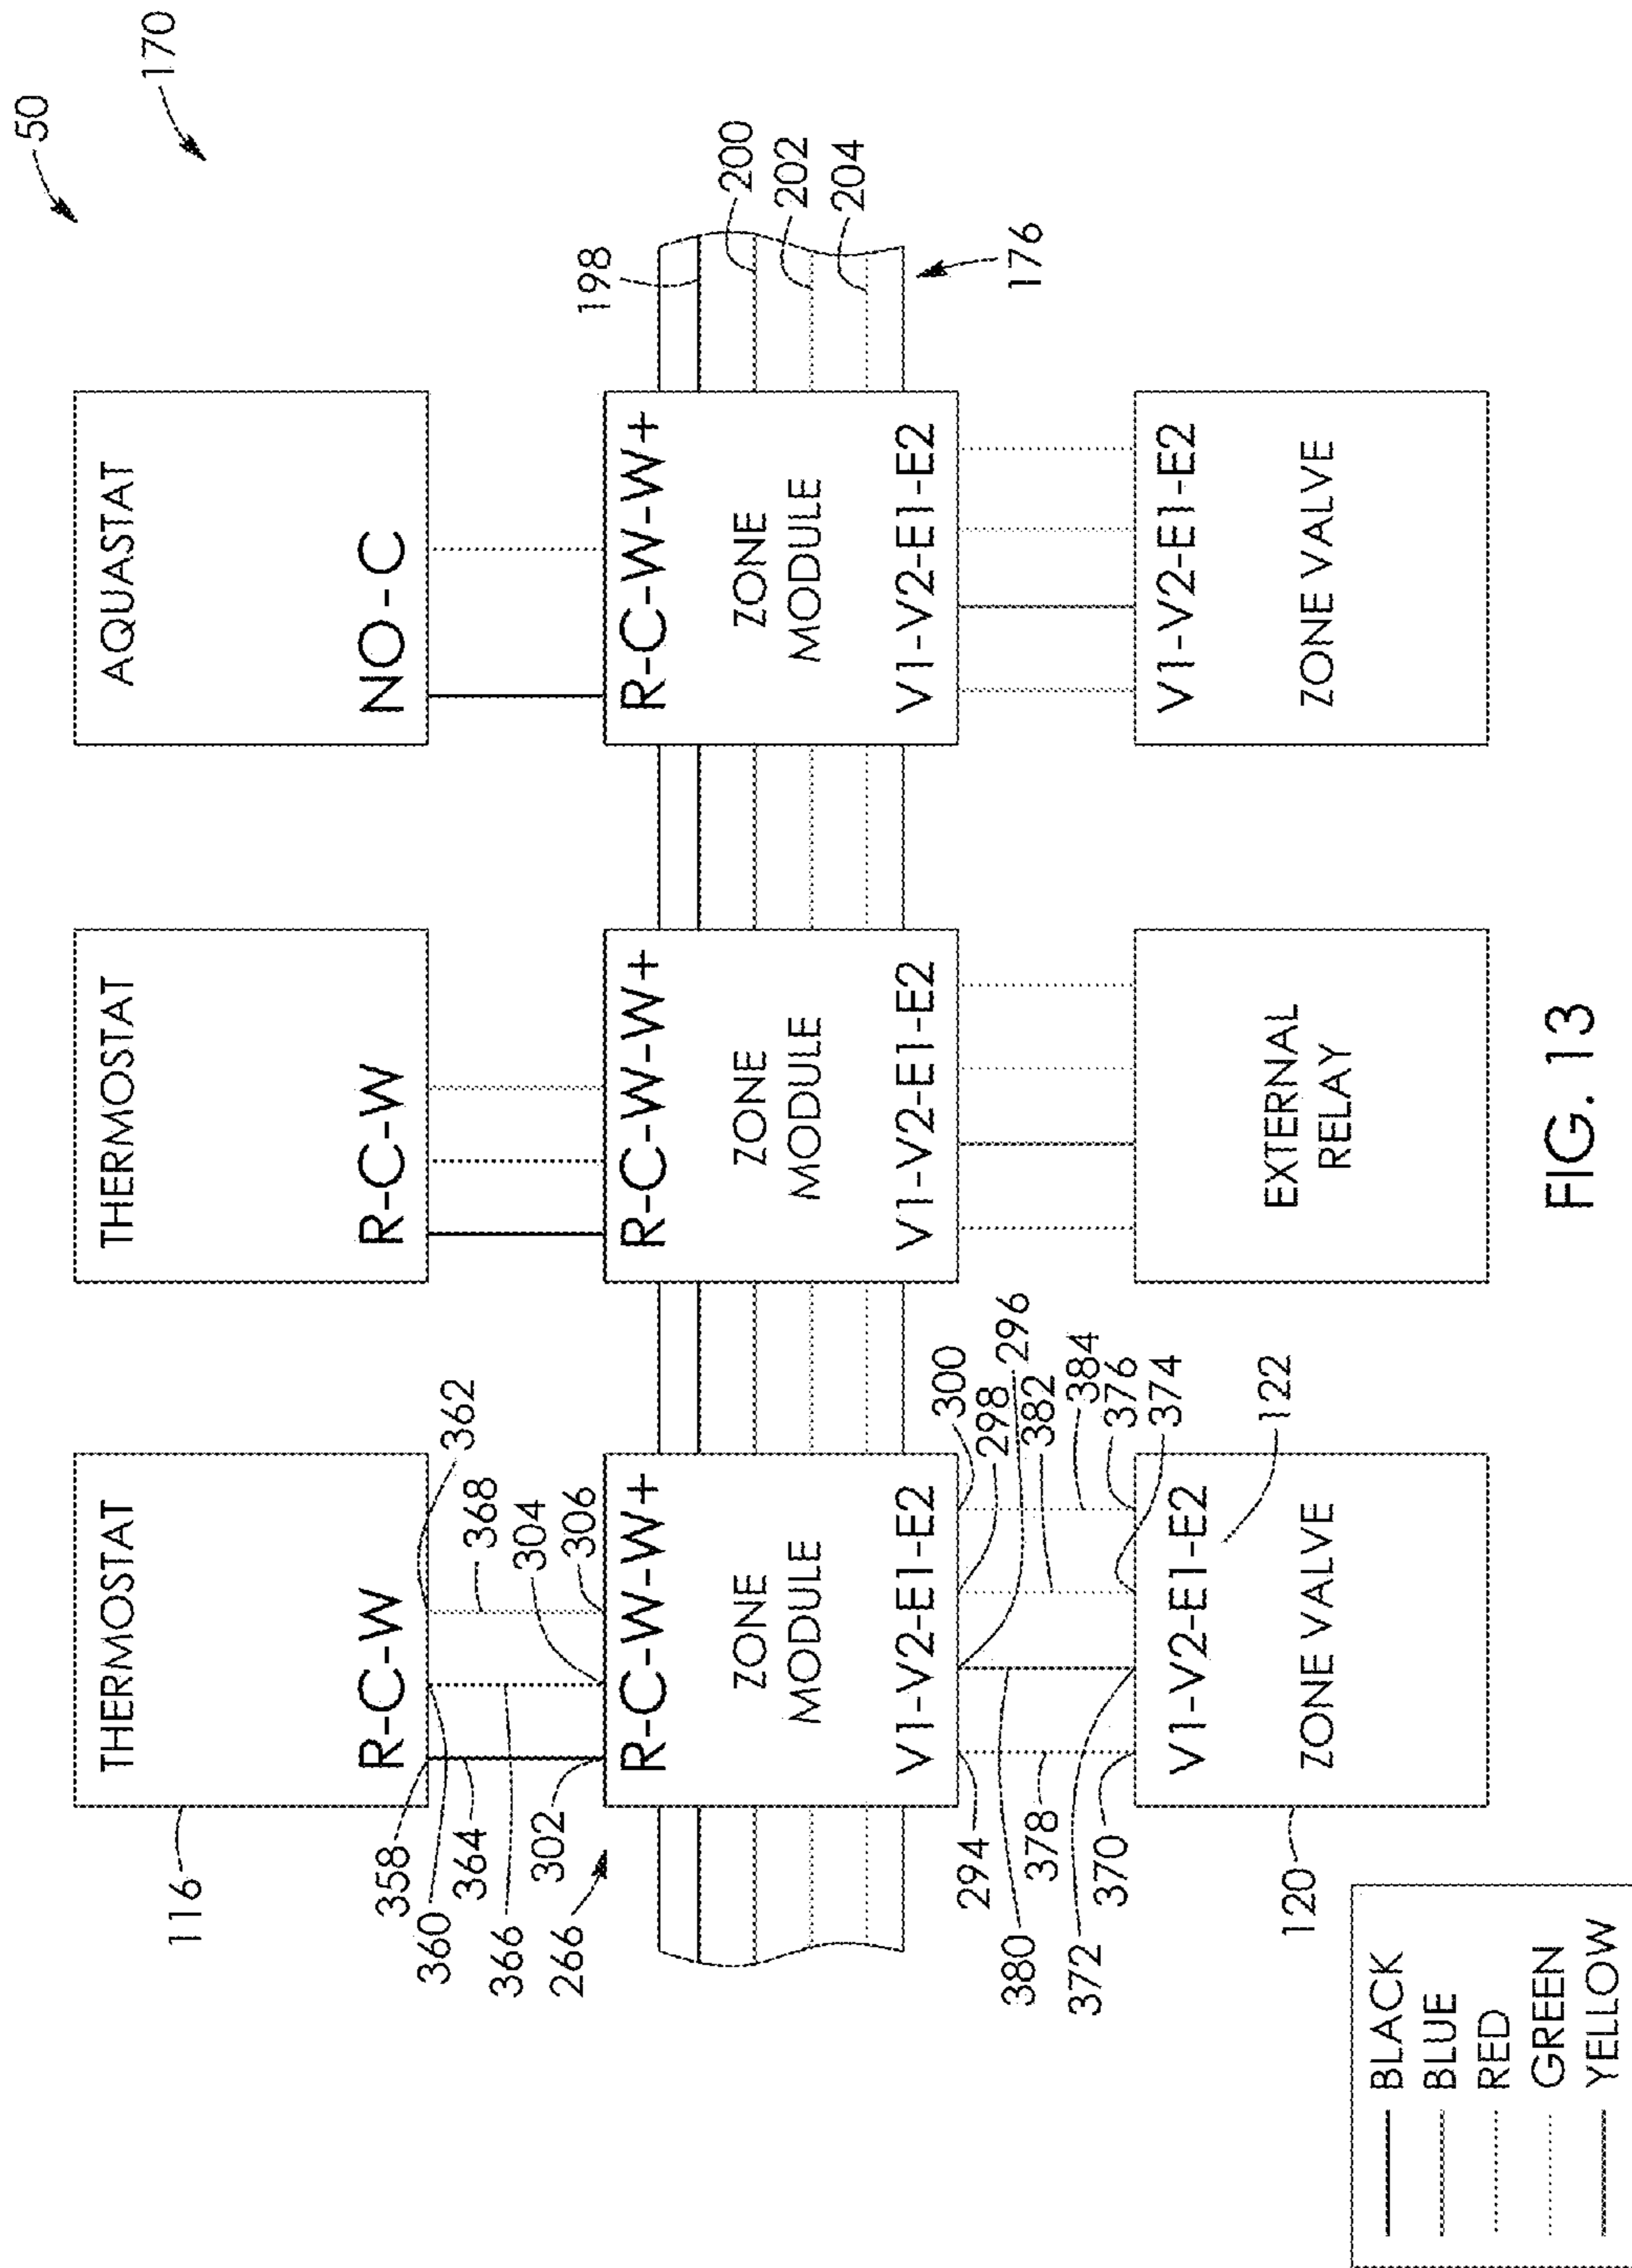 50
170
THERMOSTAT
THERMOSTAT
AQUASTAT
116
R-C-W
R-C-W
NO-C
358
360
364
366
302
266
362
368
304
306
R-C-W-W+
R-C-W-W+
R-C-W-W+
198
200
202
204
176
ZONE
MODULE
ZONE
MODULE
ZONE
MODULE
V1-V2-E1-E2
V1-V2-E1-E2
V1-V2-E1-E2
294
380
378
372
370
300
298
296
382
384
376
374
V1-V2-E1-E2
122
V1-V2-E1-E2
ZONE VALVE
EXTERNAL
RELAY
ZONE VALVE
120
BLACK
BLUE
RED
GREEN
YELLOW
FIG. 13